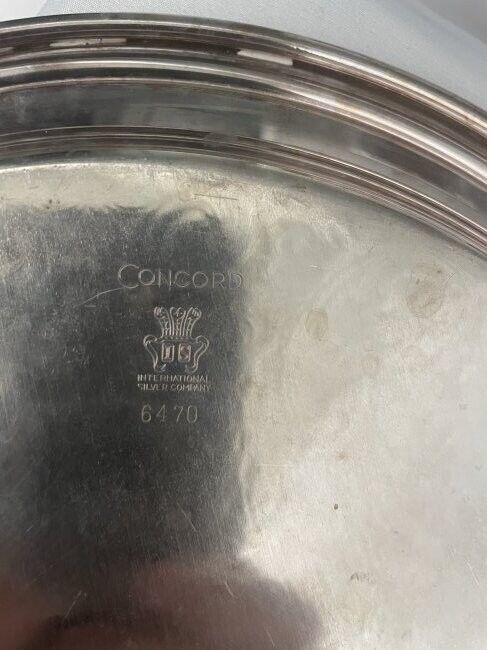 CONCORD
IS
INTERNATIONAL
SILVER COMPANY
6470